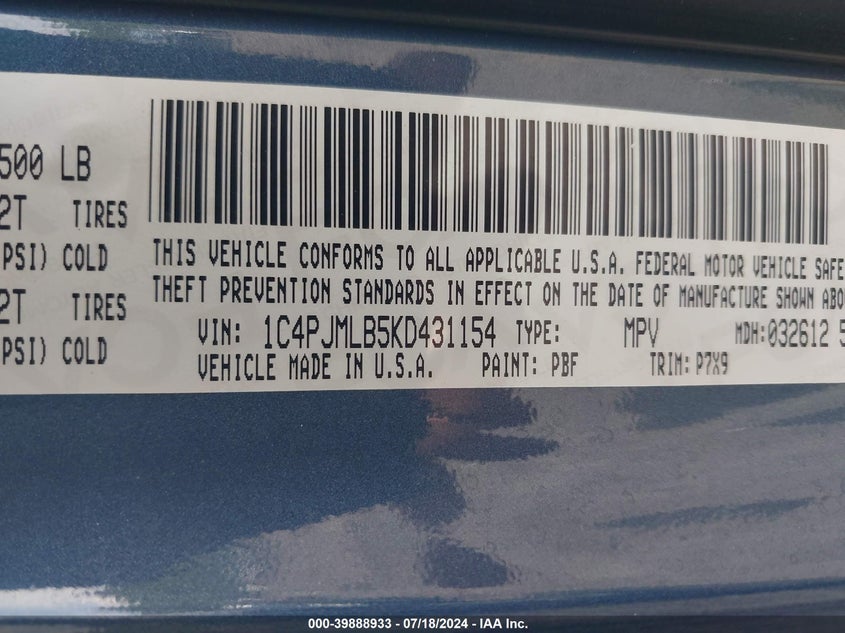 500 LB
2T TIRES
PSI) COLD
2T TIRES
PSI) COLD
THIS VEHICLE CONFORMS TO ALL APPLICABLE U.S.A. FEDERAL MOTOR VEHICLE SAFE
THEFT PREVENTION STANDARDS IN EFFECT ON THE DATE OF MANUFACTURE SHOWN ABO
VIN: 1C4PJMLB5KD431154 TYPE: MPV MDH:032612 5
VEHICLE MADE IN U.S.A. PAINT: PBF TRIM: P7X9
000-39888933 - 07/18/2024 - IAA Inc.